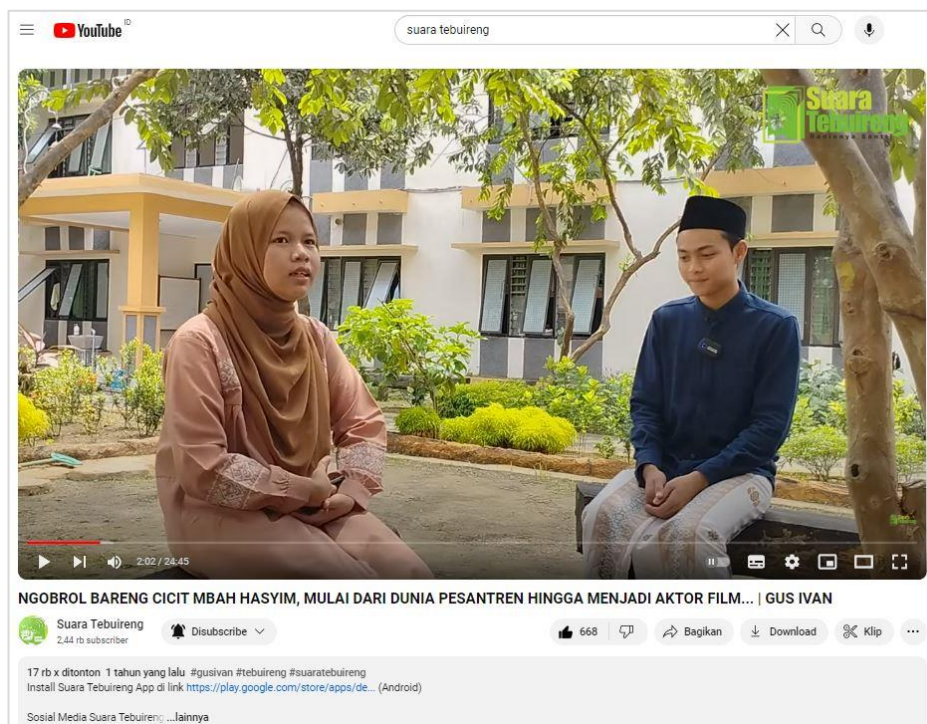 YouTube ID
suara tebuireng
Suara
Tebuireng
2:02 / 24:45
NGOBROL BARENG CICIT MBAH HASYIM, MULAI DARI DUNIA PESANTREN HINGGA MENJADI AKTOR FILM... | GUS IVAN
Suara Tebuireng
2,44 rb subscriber
Disubscribe
668
Bagikan
Download
Klip
17 rb x ditonton 1 tahun yang lalu #gusivan #tebuireng #suaratebuireng
Install Suara Tebuireng App di link https://play.google.com/store/apps/de... (Android)
Sosial Media Suara Tebuireng ...lainnya